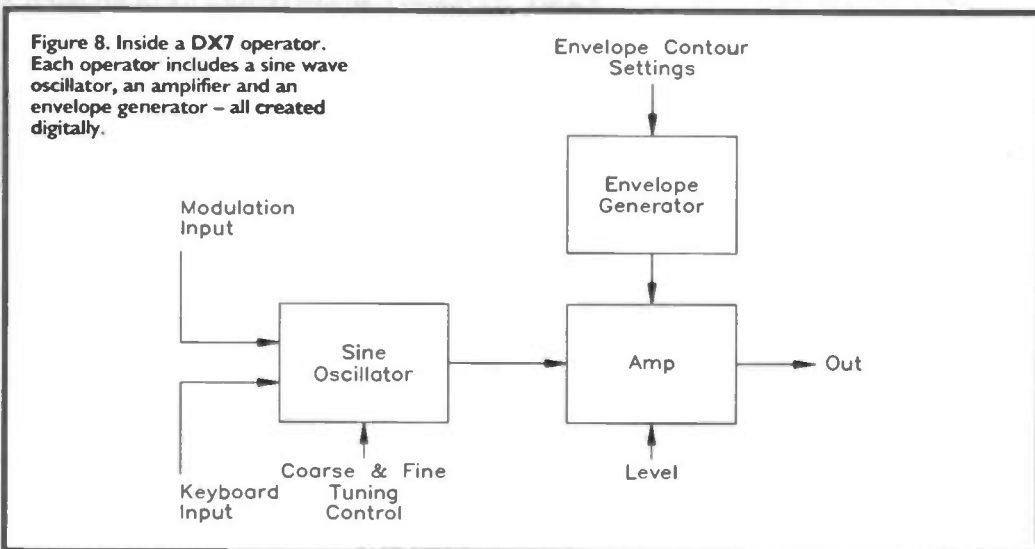 Figure 8. Inside a DX7 operator.
Each operator includes a sine wave
oscillator, an amplifier and an
envelope generator – all created
digitally.
Envelope Contour
Settings
Envelope
Generator
Modulation
Input
Sine
Oscillator
Amp
Out
Coarse & Fine
Tuning
Control
Level
Keyboard
Input